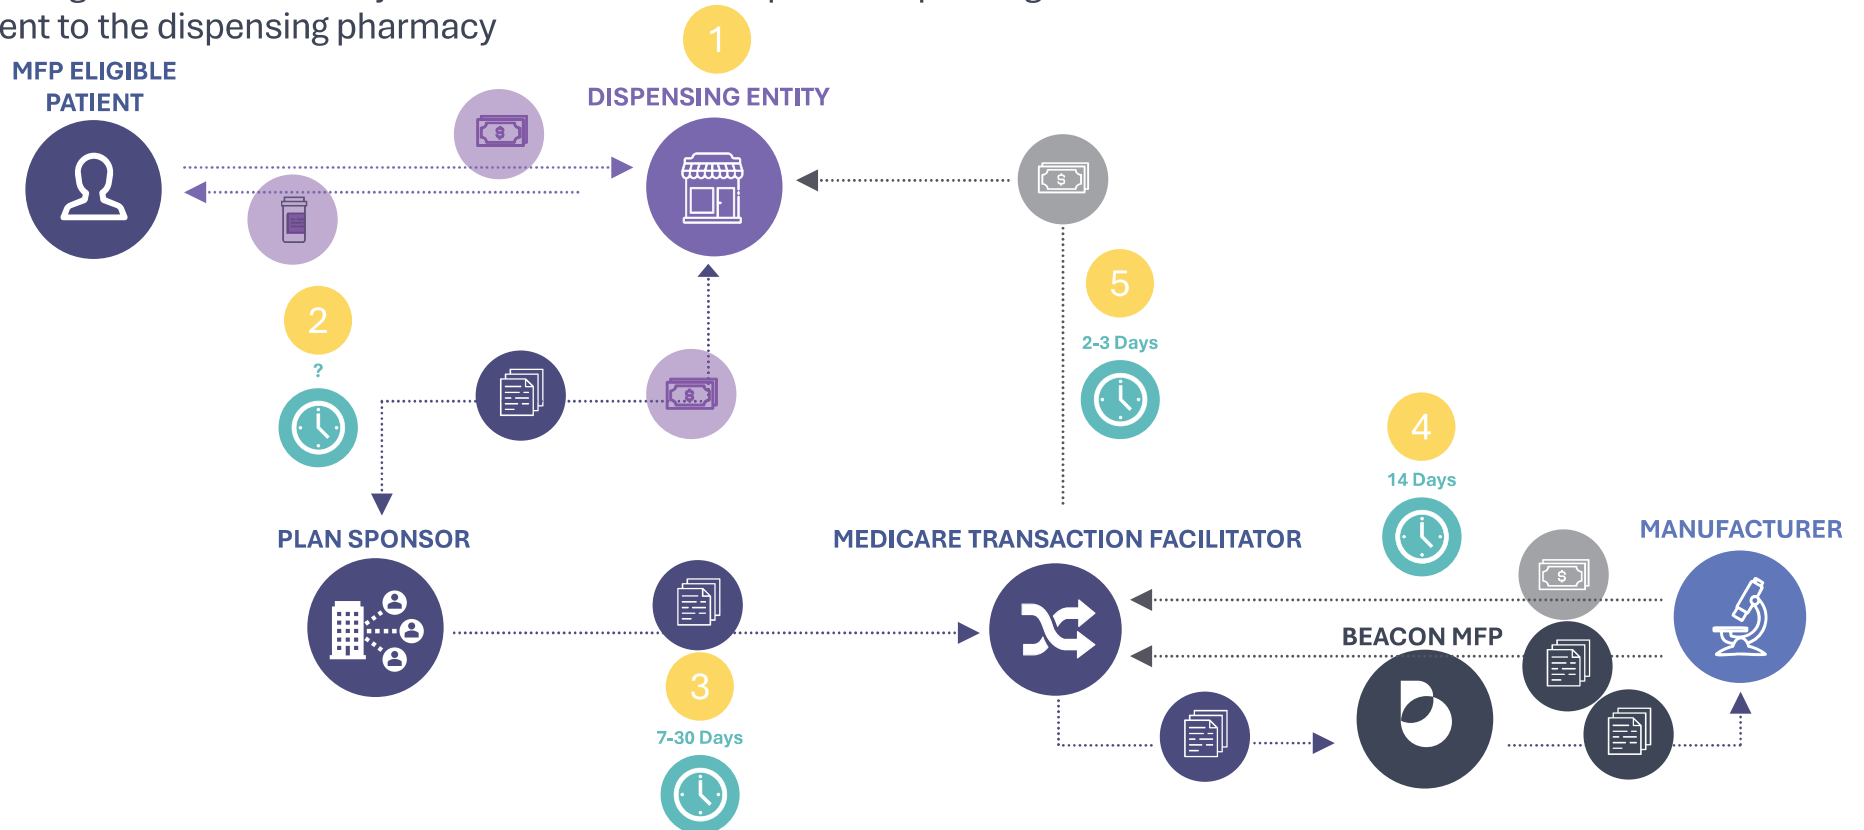 ent to the dispensing pharmacy
1
MFP ELIGIBLE
PATIENT
DISPENSING ENTITY
$
$
5
2
2-3 Days
?
$
4
14 Days
PLAN SPONSOR
MEDICARE TRANSACTION FACILITATOR
MANUFACTURER
$
BEACON MFP
3
7-30 Days